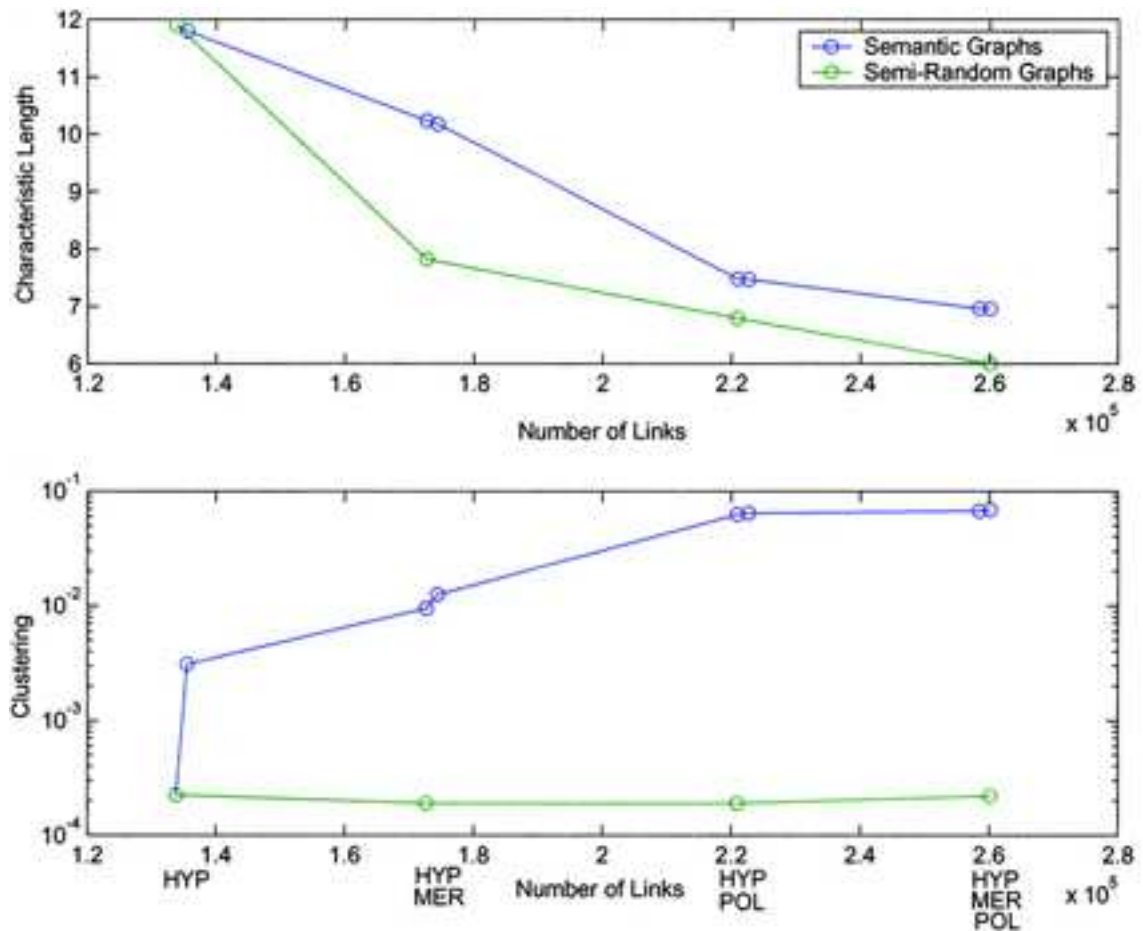 12
11
10
9
8
7
6
Characteristic Length
Semantic Graphs
Semi-Random Graphs
1.2 1.4 1.6 1.8 2 2.2 2.4 2.6 2.8
Number of Links
x 10^5
10^-1
10^-2
10^-3
10^-4
Clustering
1.2 1.4 1.6 1.8 2 2.2 2.4 2.6 2.8
HYP
HYP
MER
Number of Links
HYP
POL
HYP
MER
POL
x 10^5